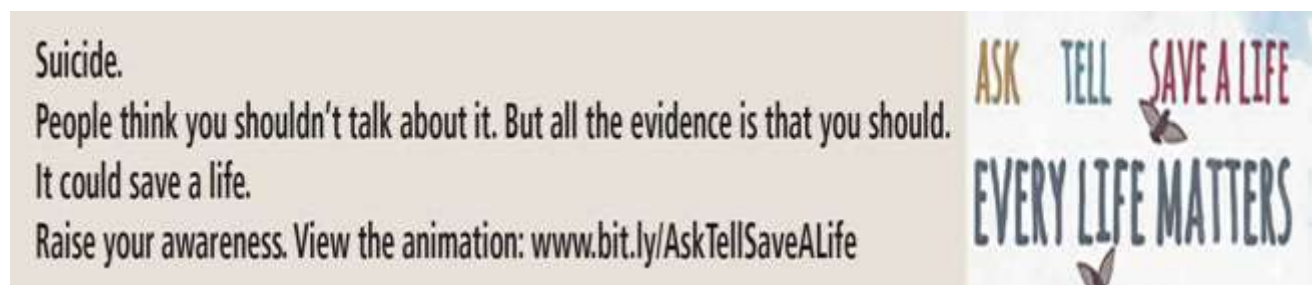 Suicide.
People think you shouldn't talk about it. But all the evidence is that you should.
It could save a life.
Raise your awareness. View the animation: www.bit.ly/AskTellSaveALife
ASK TELL SAVE A LIFE
EVERY LIFE MATTERS